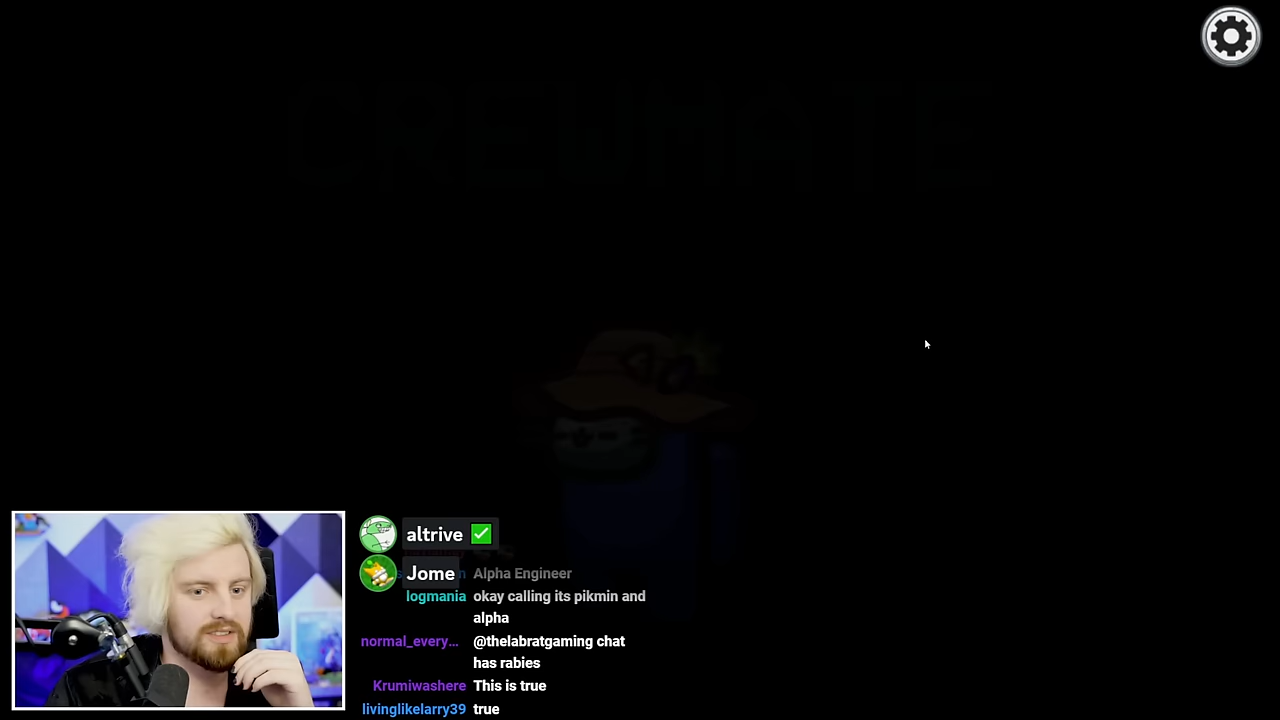 CREWMATE
altrive
Jome
Alpha Engineer
logmania okay calling its pikmin and
alpha
normal_every... @thelabratgaming chat
has rabies
Krumiwashere This is true
livinglikelarry39 true